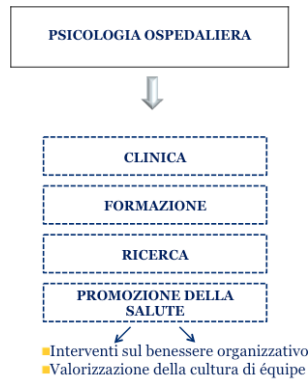 PSICOLOGIA OSPEDALIERA
CLINICA
FORMAZIONE
RICERCA
PROMOZIONE DELLA
SALUTE
Interventi sul benessere organizzativo
Valorizzazione della cultura di équipe